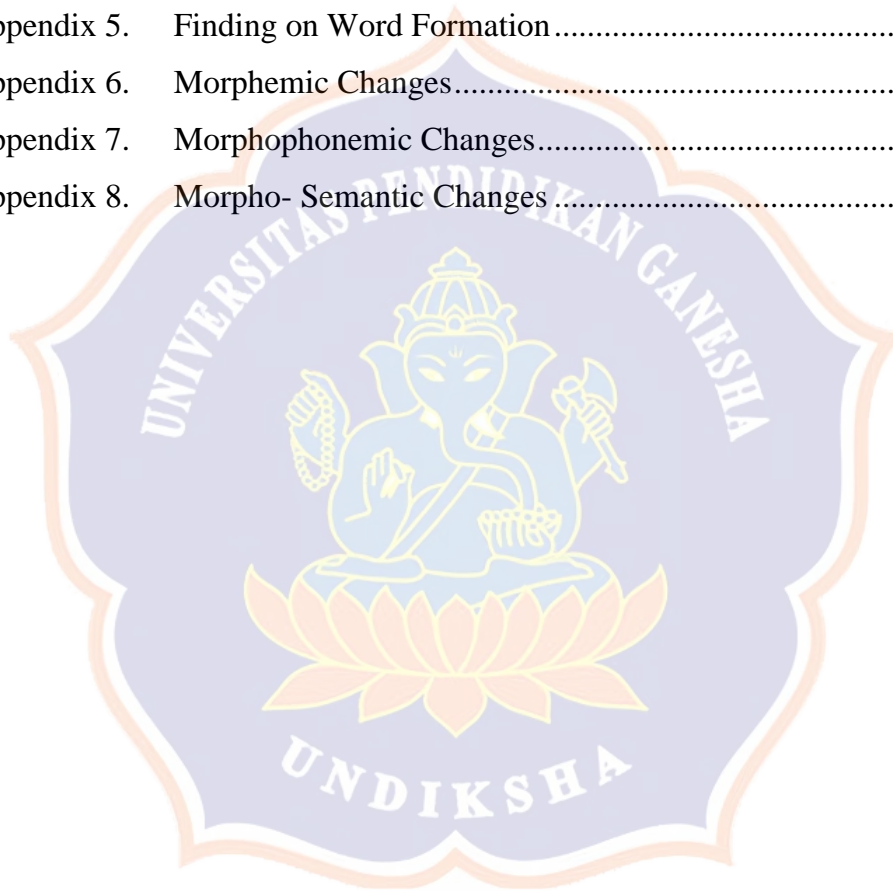 ppendix 5. Finding on Word Formation
ppendix 6. Morphemic Changes
ppendix 7. Morphophonemic Changes
ppendix 8. Morpho- Semantic Changes
UNIVERSITAS PENDIDIKAN GANESHA
UNDIKSHA